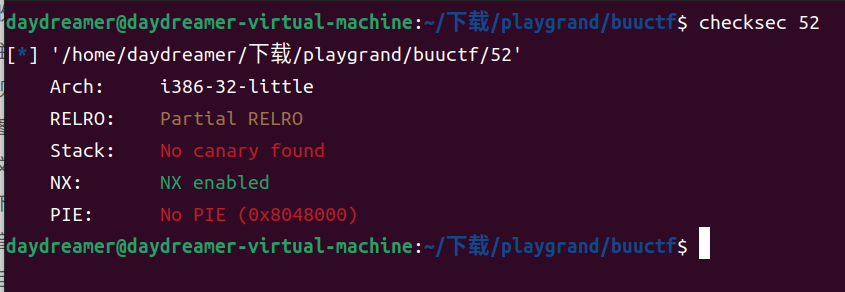 daydreamer@daydreamer-virtual-machine:~/下载/playgrand/buuctf$ checksec 52
[*] '/home/daydreamer/下载/playgrand/buuctf/52'
Arch: i386-32-little
RELRO: Partial RELRO
Stack: No canary found
NX: NX enabled
PIE: No PIE (0x8048000)
daydreamer@daydreamer-virtual-machine:~/下载/playgrand/buuctf$